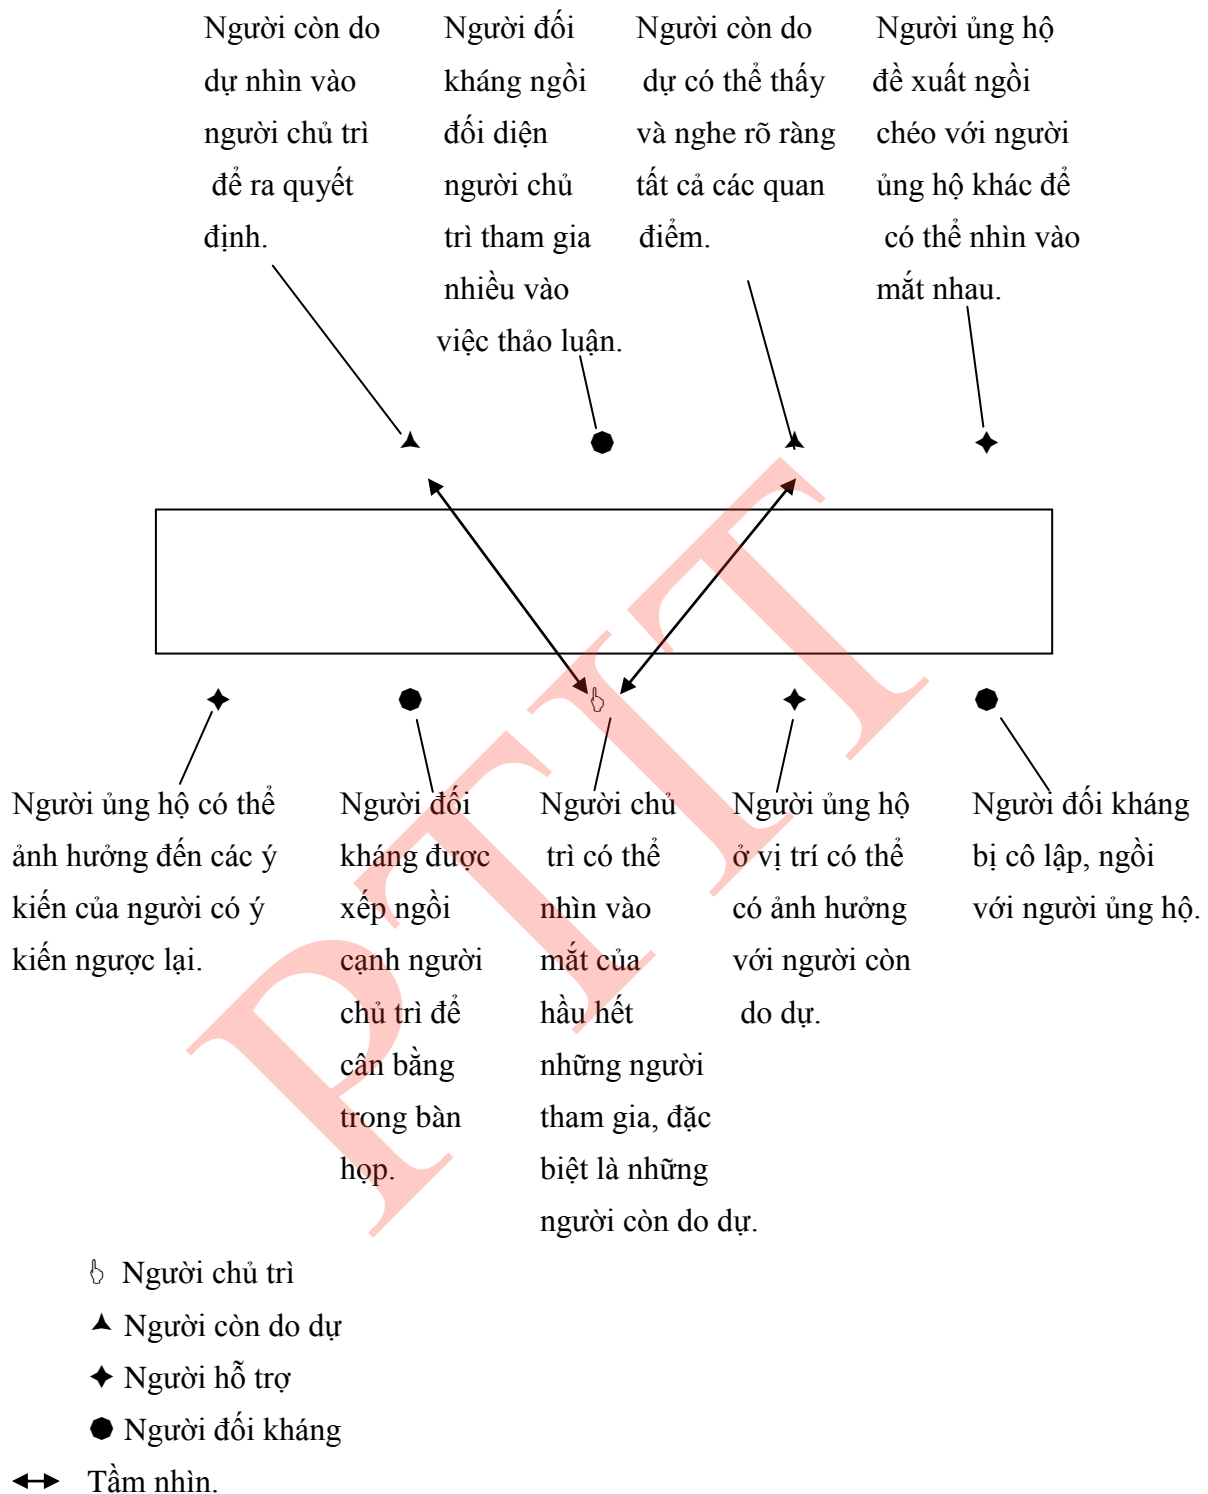 Người còn do
dự nhìn vào
người chủ trì
để ra quyết
định.
Người đối
kháng ngồi
đối diện
người chủ
trì tham gia
nhiều vào
việc thảo luận.
Người còn do
dự có thể thấy
và nghe rõ ràng
tất cả các quan
điểm.
Người ủng hộ
đề xuất ngồi
chéo với người
ủng hộ khác để
có thể nhìn vào
mắt nhau.
Người ủng hộ có thể
ảnh hưởng đến các ý
kiến của người có ý
kiến ngược lại.
Người đối
kháng được
xếp ngồi
cạnh người
chủ trì để
cân bằng
trong bàn
họp.
Người chủ
trì có thể
nhìn vào
mắt của
hầu hết
những người
tham gia, đặc
biệt là những
người còn do dự.
Người ủng hộ
ở vị trí có thể
có ảnh hưởng
với người còn
do dự.
Người đối kháng
bị cô lập, ngồi
với người ủng hộ.
PTIT
Người chủ trì
Người còn do dự
Người hỗ trợ
Người đối kháng
Tầm nhìn.